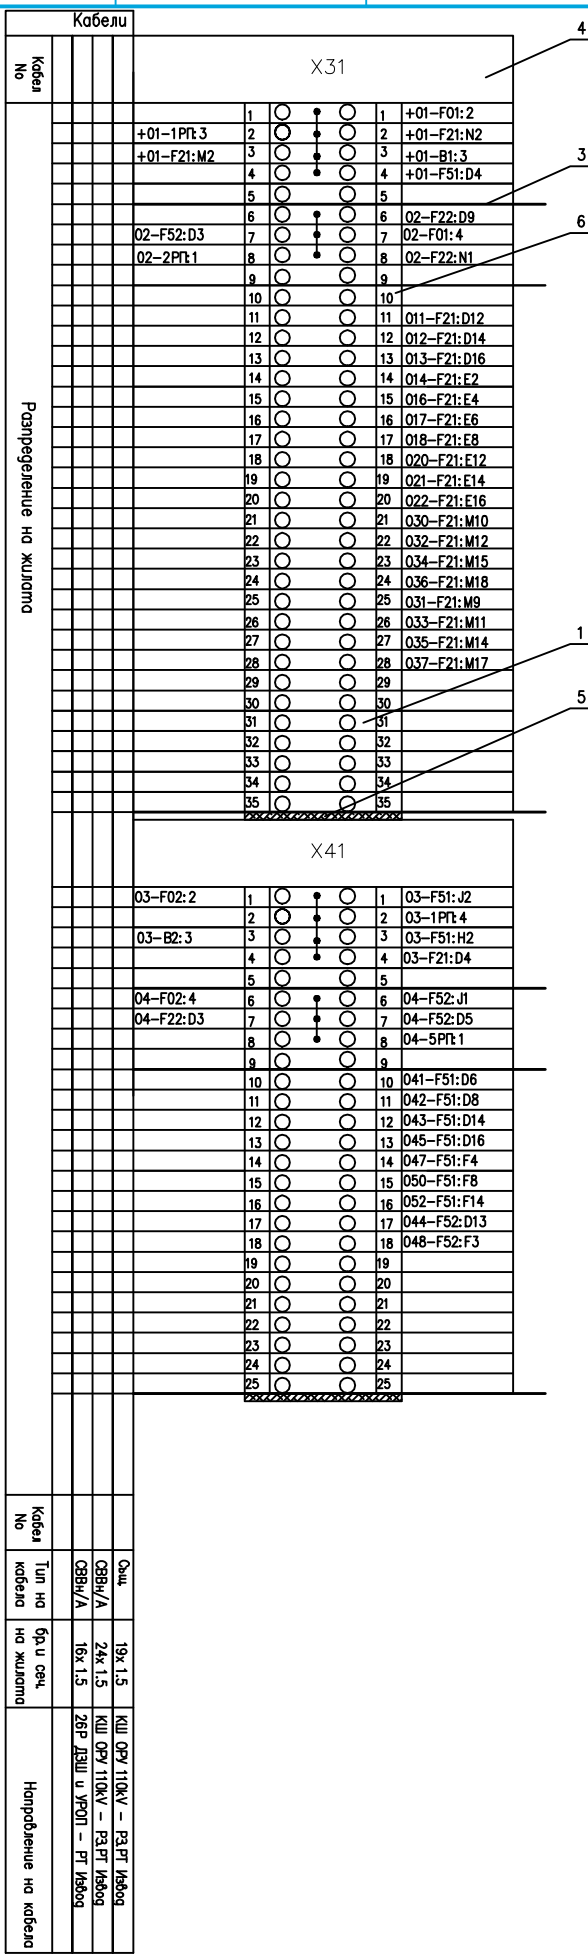 Кабели
Кабел No
Разпределение на жилата
X31
4
1 1 +01-F01:2
+01-1РП:3 2 2 +01-F21:N2
+01-F21:M2 3 3 +01-B1:3
3
4 4 +01-F51:D4
5 5
6 6 02-F22:D9
6
02-F52:D3 7 7 02-F01:4
02-2РП:1 8 8 02-F22:N1
9 9
10 10
11 11 011-F21:D12
12 12 012-F21:D14
13 13 013-F21:D16
14 14 014-F21:E2
15 15 016-F21:E4
16 16 017-F21:E6
17 17 018-F21:E8
18 18 020-F21:E12
19 19 021-F21:E14
20 20 022-F21:E16
21 21 030-F21:M10
22 22 032-F21:M12
23 23 034-F21:M15
24 24 036-F21:M18
25 25 031-F21:M9
26 26 033-F21:M11
27 27 035-F21:M14
1
28 28 037-F21:M17
29 29
30 30
5
31 31
32 32
33 33
34 34
35 35
X41
03-F02:2 1 1 03-F51:J2
2 2 03-1РП:4
03-B2:3 3 3 03-F51:H2
4 4 03-F21:D4
5 5
04-F02:4 6 6 04-F52:J1
04-F22:D3 7 7 04-F52:D5
8 8 04-5РП:1
9 9
10 10 041-F51:D6
11 11 042-F51:D8
12 12 043-F51:D14
13 13 045-F51:D16
14 14 047-F51:F4
15 15 050-F51:F8
16 16 052-F51:F14
17 17 044-F52:D13
18 18 048-F52:F3
19 19
20 20
21 21
22 22
23 23
24 24
25 25
Кабел No
Тип на кабела
бр.и сеч. на жилата
Направление на кабела
Същ. 19x 1.5 КШ ОРУ 110kV – РЗ,РТ Извод
СВВн/А 24x 1.5 КШ ОРУ 110kV – РЗ,РТ Извод
СВВн/А 16x 1.5 26Р ДЗШ и УРОП – РТ Извод